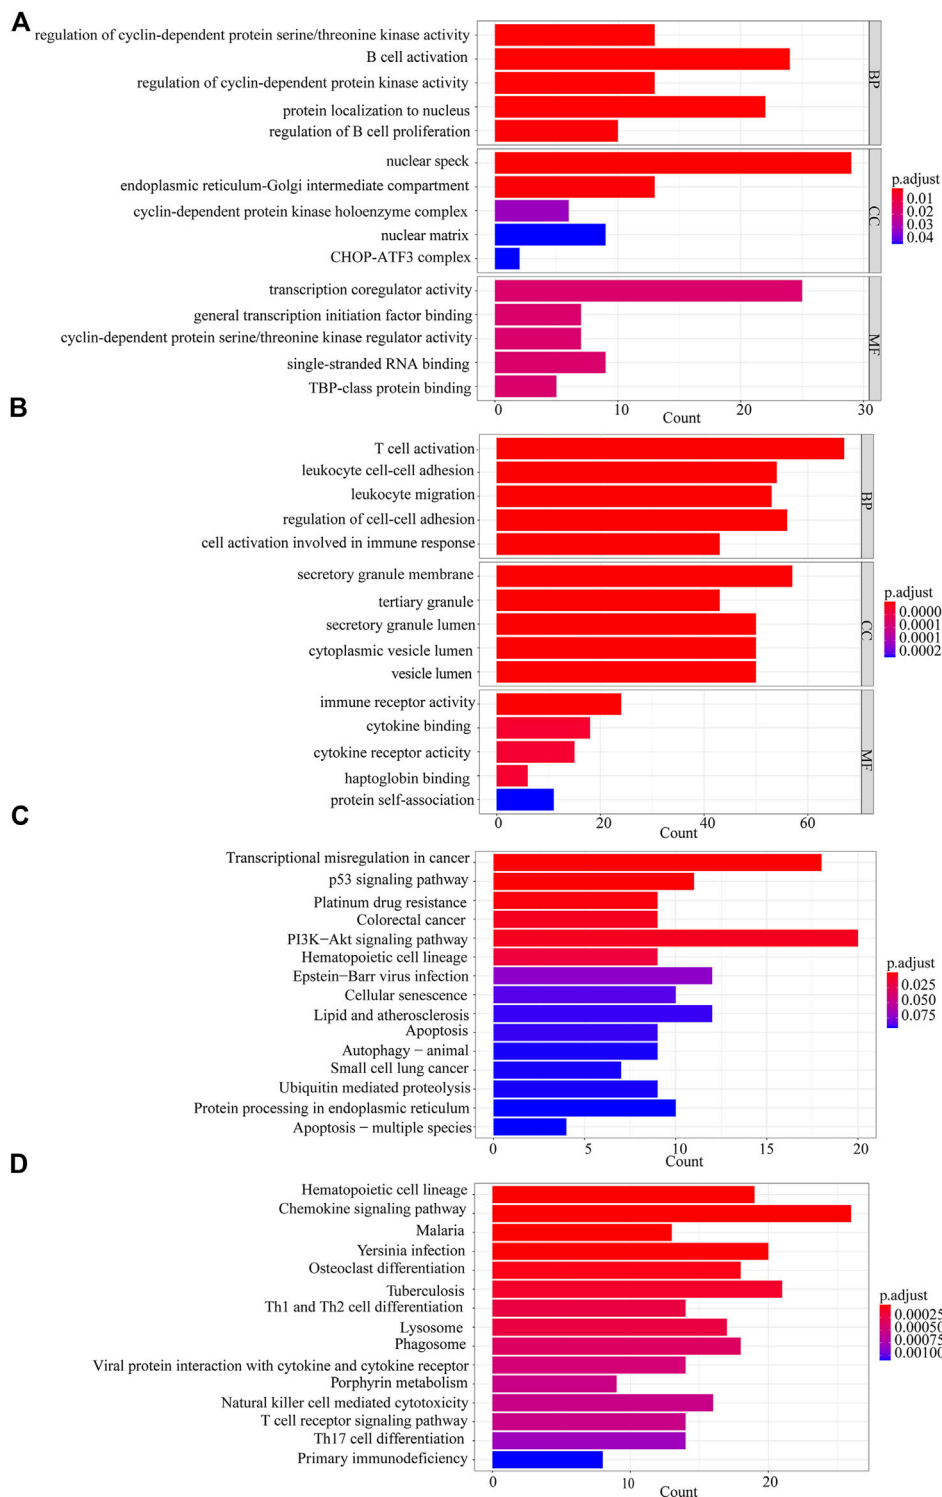 A
regulation of cyclin-dependent protein serine/threonine kinase activity
B cell activation
regulation of cyclin-dependent protein kinase activity
protein localization to nucleus
regulation of B cell proliferation
BP
nuclear speck
endoplasmic reticulum-Golgi intermediate compartment
cyclin-dependent protein kinase holoenzyme complex
nuclear matrix
CHOP-ATF3 complex
CC
transcription coregulator activity
general transcription initiation factor binding
cyclin-dependent protein serine/threonine kinase regulator activity
single-stranded RNA binding
TBP-class protein binding
MF
0 10 20 30
Count
p.adjust
0.01
0.02
0.03
0.04
B
T cell activation
leukocyte cell-cell adhesion
leukocyte migration
regulation of cell-cell adhesion
cell activation involved in immune response
BP
secretory granule membrane
tertiary granule
secretory granule lumen
cytoplasmic vesicle lumen
vesicle lumen
CC
immune receptor activity
cytokine binding
cytokine receptor acticity
haptoglobin binding
protein self-association
MF
0 20 40 60
Count
p.adjust
0.0000
0.0001
0.0001
0.0002
C
Transcriptional misregulation in cancer
p53 signaling pathway
Platinum drug resistance
Colorectal cancer
PI3K−Akt signaling pathway
Hematopoietic cell lineage
Epstein−Barr virus infection
Cellular senescence
Lipid and atherosclerosis
Apoptosis
Autophagy − animal
Small cell lung cancer
Ubiquitin mediated proteolysis
Protein processing in endoplasmic reticulum
Apoptosis − multiple species
0 5 10 15 20
Count
p.adjust
0.025
0.050
0.075
D
Hematopoietic cell lineage
Chemokine signaling pathway
Malaria
Yersinia infection
Osteoclast differentiation
Tuberculosis
Th1 and Th2 cell differentiation
Lysosome
Phagosome
Viral protein interaction with cytokine and cytokine receptor
Porphyrin metabolism
Natural killer cell mediated cytotoxicity
T cell receptor signaling pathway
Th17 cell differentiation
Primary immunodeficiency
0 10 20
Count
p.adjust
0.00025
0.00050
0.00075
0.00100